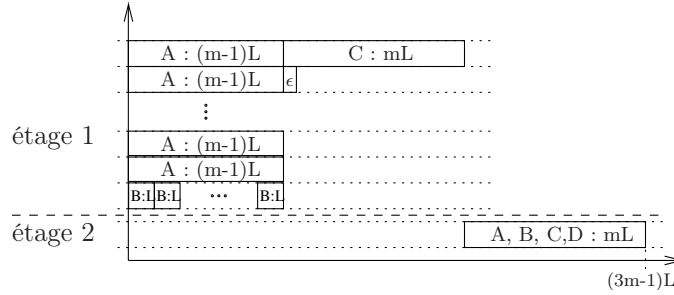 A : (m-1)L C : mL
A : (m-1)L ϵ
étage 1
A : (m-1)L
A : (m-1)L
B:L B:L ... B:L
étage 2
A, B, C,D : mL
(3m-1)L